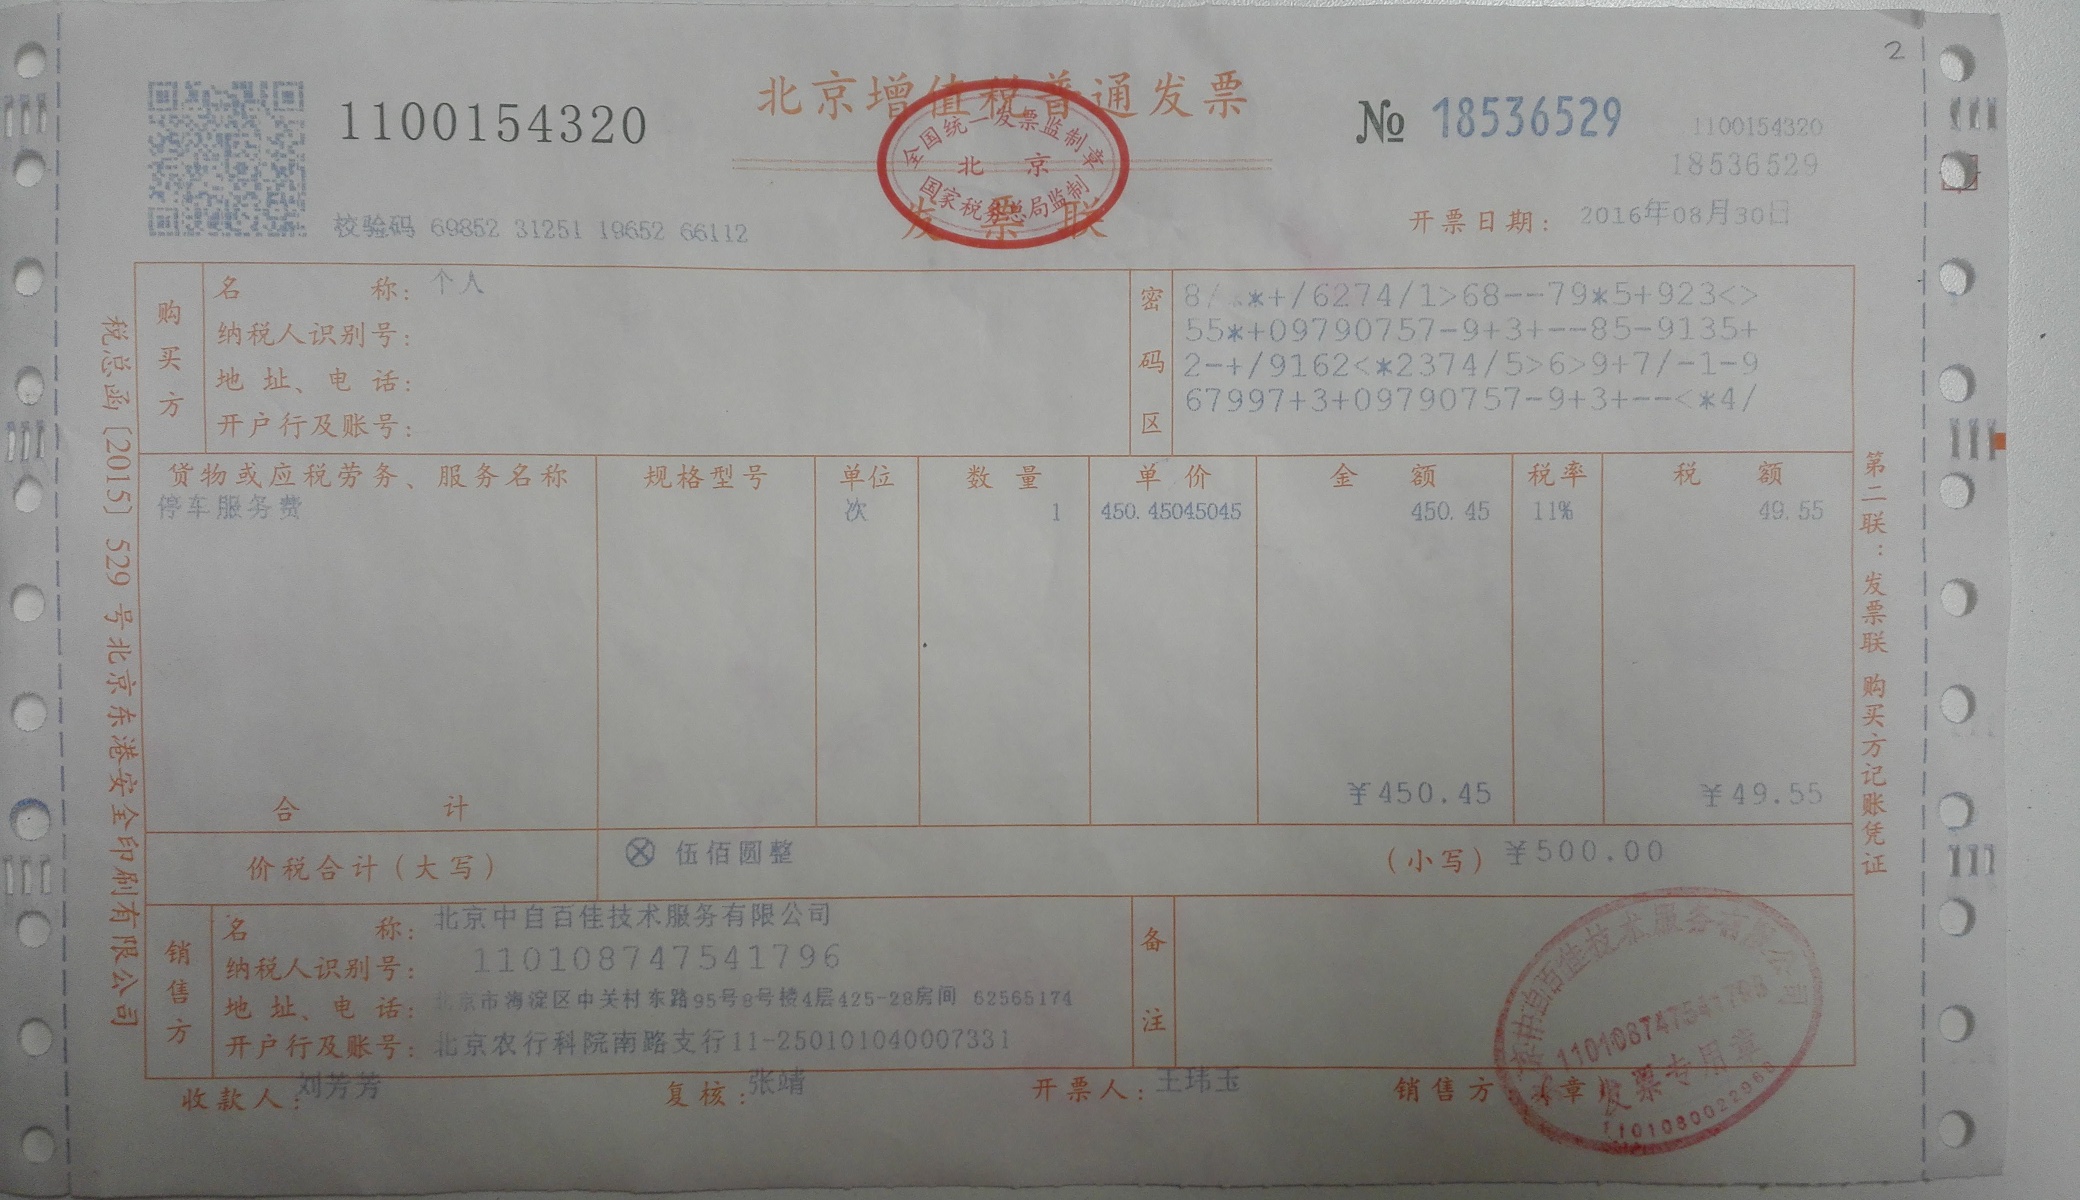 2
北京增值税普通发票
1100154320
№ 18536529
1100154320
18536529
全国统一发票监制章
北京
国家税务总局监制
发票联
校验码 69852 31251 19652 66112
开票日期: 2016年08月30日
购买方
名称: 个人
纳税人识别号:
地址、电话:
开户行及账号:
密码区
*+/6274/1>68--79*5+923<>
55*+09790757-9+3+--85-9135+
2-+/9162<*2374/5>6>9+7/-1-9
67997+3+09790757-9+3+--<*4/
货物或应税劳务、服务名称 规格型号 单位 数量 单价 金额 税率 税额
停车服务费 次 1 450.45045045 450.45 11% 49.55
合计 ¥450.45 ¥49.55
价税合计(大写) ⊗ 伍佰圆整 (小写) ¥500.00
销售方
名称: 北京中自百佳技术服务有限公司
纳税人识别号: 110108747541796
地址、电话: 北京市海淀区中关村东路95号8号楼4层425-28房间 62565174
开户行及账号: 北京农行科院南路支行11-250101040007331
备注
收款人: 刘芳芳 复核: 张靖 开票人: 王玮玉 销售方:(章)
北京中自百佳技术服务有限公司
110108747541796
发票专用章
税总函〔2015〕529号北京东港安全印刷有限公司
第二联:发票联 购买方记账凭证